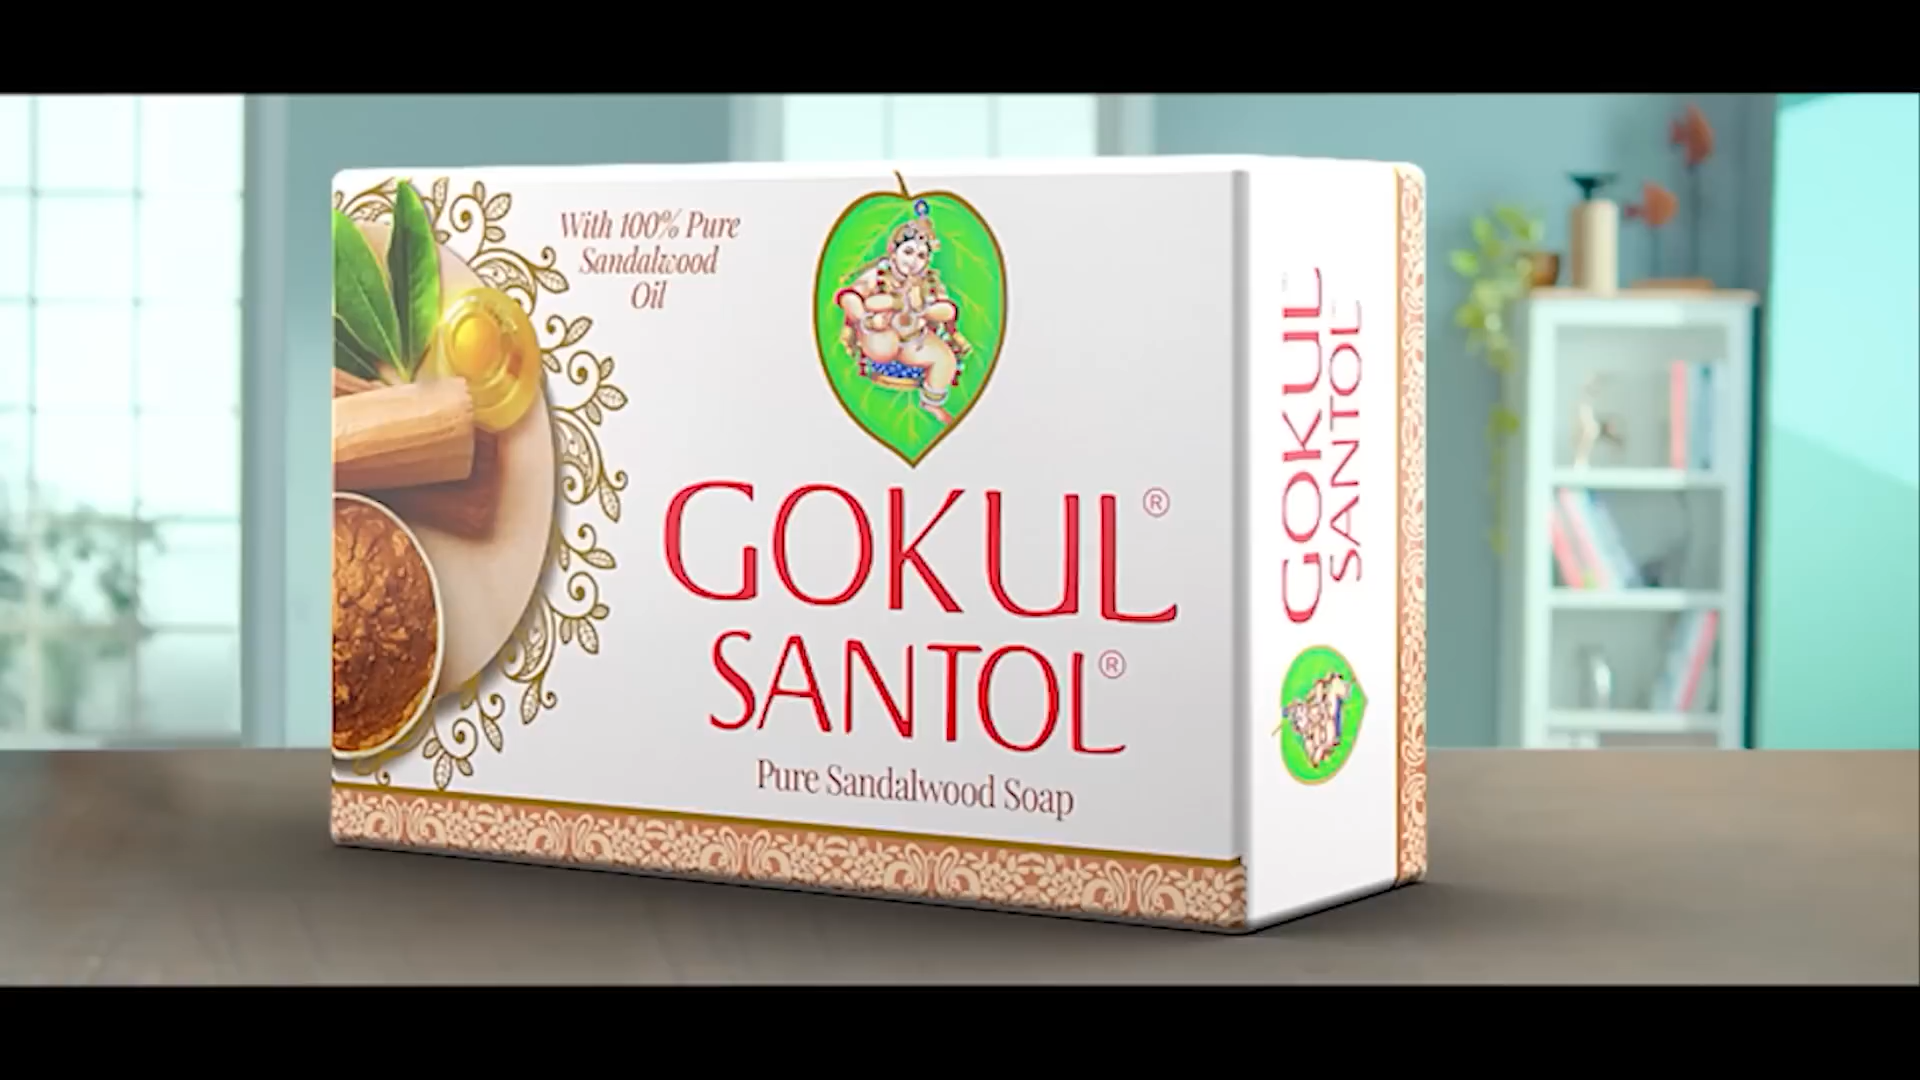 With 100% Pure
Sandalwood
Oil
GOKUL®
SANTOL®
Pure Sandalwood Soap
GOKUL
SANTOL